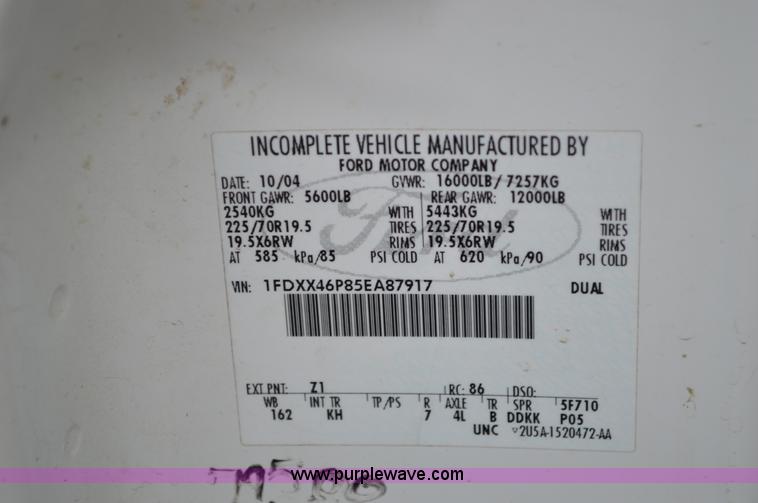 INCOMPLETE VEHICLE MANUFACTURED BY
FORD MOTOR COMPANY
DATE: 10/04 GVWR: 16000LB/ 7257KG
FRONT GAWR: 5600LB REAR GAWR: 12000LB
2540KG WITH 5443KG WITH
225/70R19.5 TIRES 225/70R19.5 TIRES
19.5X6RW RIMS 19.5X6RW RIMS
AT 585 kPa/85 PSI COLD AT 620 kPa/90 PSI COLD
Ford
VIN: 1FDXX46P85EA87917 DUAL
EXT PNT: Z1 RC: 86 DSO:
WB INT TR TP/PS R AXLE TR SPR 5F710
162 KH 7 4L B DDKK P05
UNC 2U5A-1520472-AA
www.purplewave.com